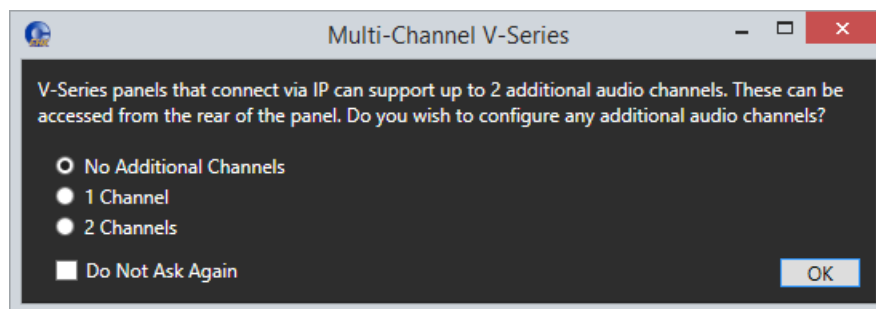 Multi-Channel V-Series
V-Series panels that connect via IP can support up to 2 additional audio channels. These can be
accessed from the rear of the panel. Do you wish to configure any additional audio channels?
No Additional Channels
1 Channel
2 Channels
Do Not Ask Again
OK